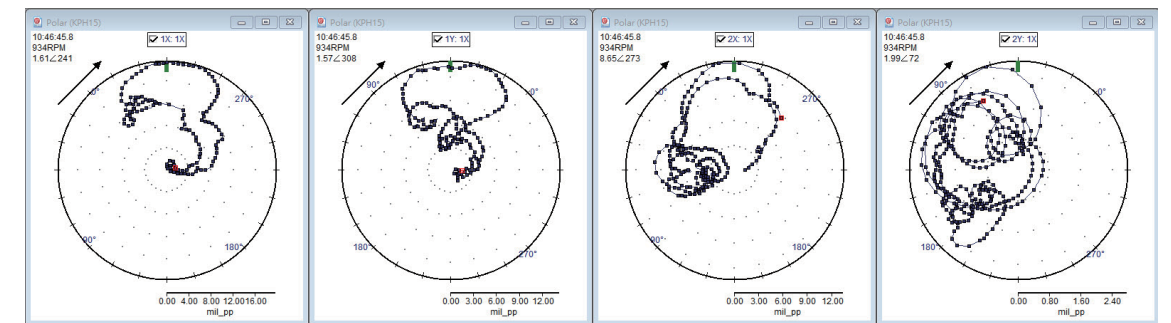 Polar (KPH15)
10:46:45.8
934RPM
1.61∠241
1X: 1X
0°
270°
90°
180°
0.00 4.00 8.00 12.00 16.00
mil_pp
Polar (KPH15)
10:46:45.8
934RPM
1.57∠308
1Y: 1X
90°
0°
180°
270°
0.00 3.00 6.00 9.00 12.00
mil_pp
Polar (KPH15)
10:46:45.8
934RPM
8.65∠273
2X: 1X
0°
270°
90°
180°
0.00 3.00 6.00 9.00 12.00
mil_pp
Polar (KPH15)
10:46:45.8
934RPM
1.99∠72
2Y: 1X
90°
0°
180°
270°
0.00 0.80 1.60 2.40
mil_pp